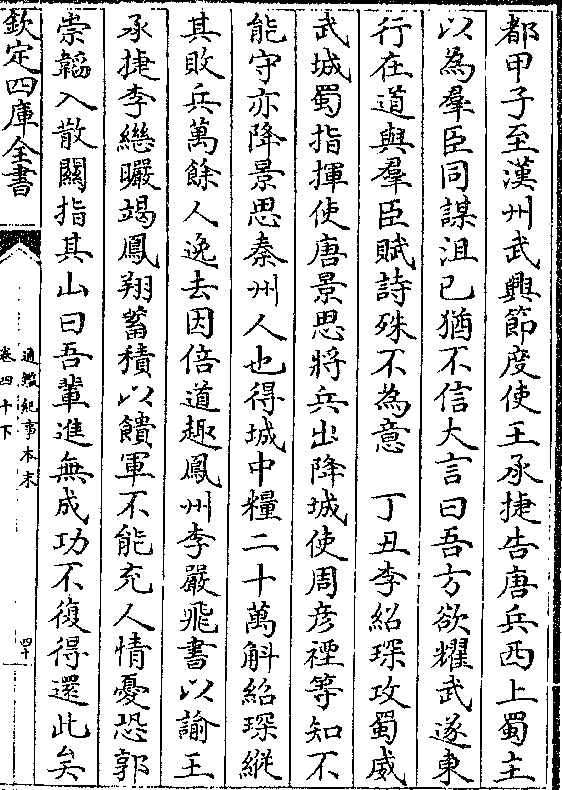 都甲子至漢州武興節度使王承捷告唐兵西上蜀主
以為羣臣同謀沮己猶不信大言曰吾方欲耀武遂東
行在道與羣臣賦詩殊不為意　丁丑李紹琛攻蜀威
武城蜀指揮使唐景思將兵出降城使周彦禋等知不
能守亦降景思秦州人也得城中糧二十萬斛紹琛縱
其敗兵萬餘人逸去因倍道趣鳳州李嚴飛書以諭王
承捷李繼曮竭鳳翔蓄積以饋軍不能充人情憂恐郭
崇韜入散關指其山曰吾輩進無成功不復得還此矣
欽定四庫全書
通鑑紀事本末
卷四十下
四十